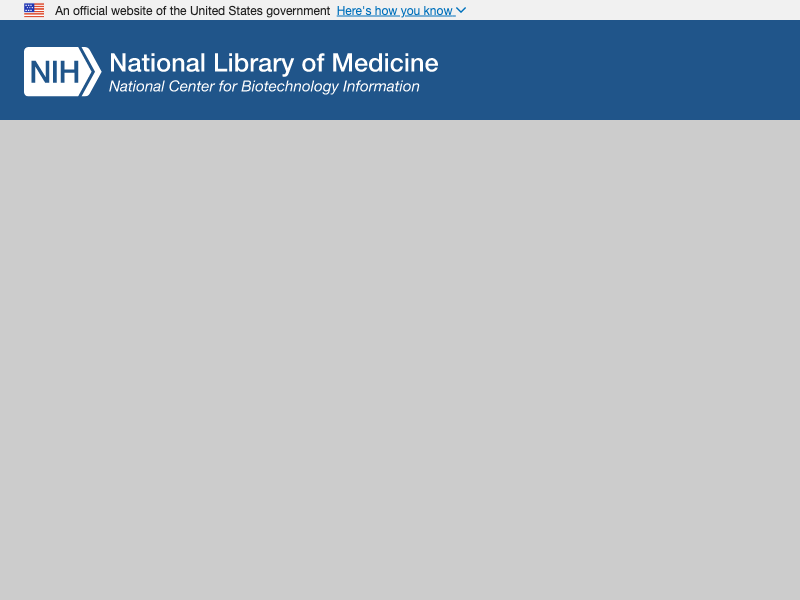 An official website of the United States government Here's how you know
NIH National Library of Medicine
National Center for Biotechnology Information